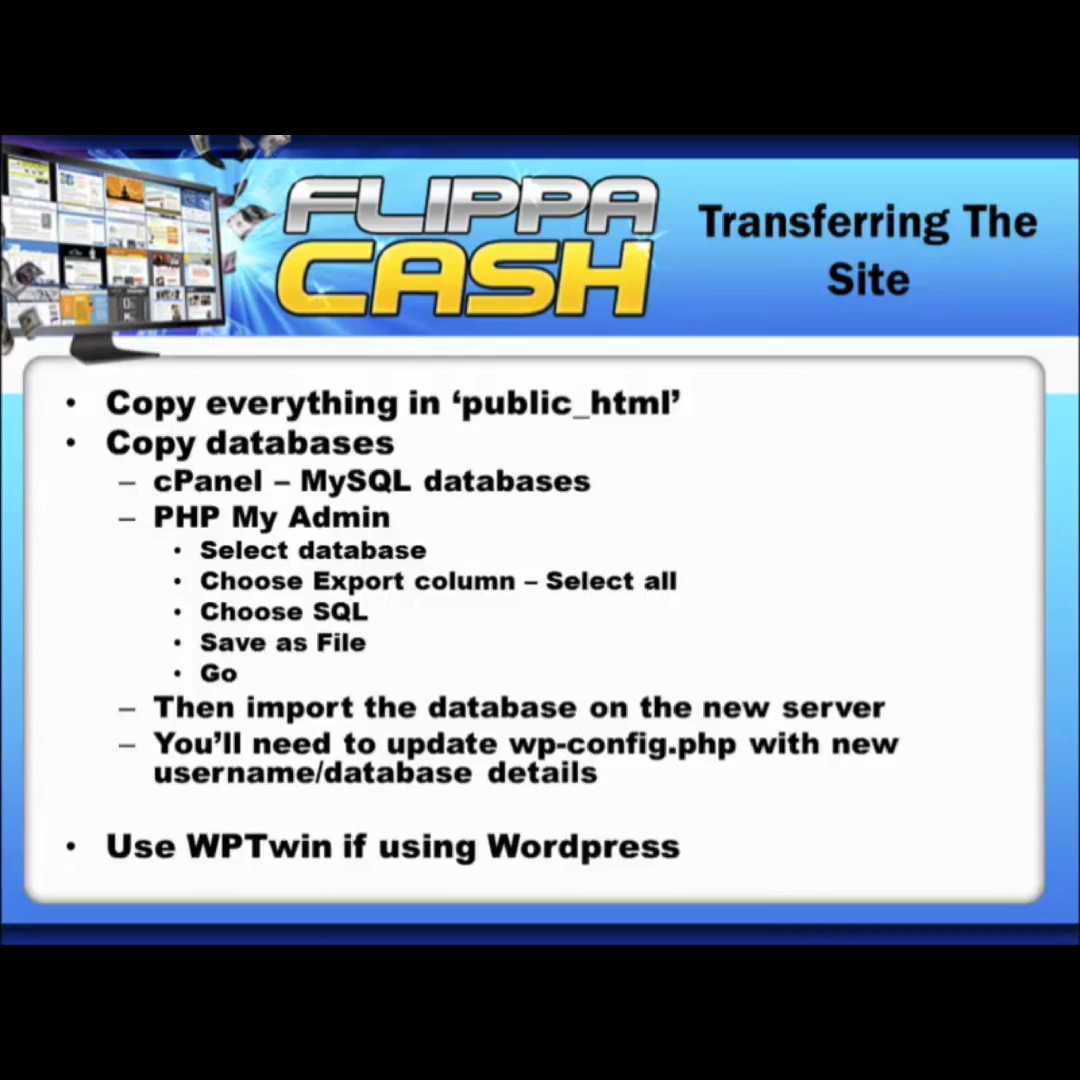 FLIPPA
CASH
Transferring The
Site
• Copy everything in ‘public_html’
• Copy databases
– cPanel – MySQL databases
– PHP My Admin
• Select database
• Choose Export column – Select all
• Choose SQL
• Save as File
• Go
– Then import the database on the new server
– You’ll need to update wp-config.php with new
username/database details
• Use WPTwin if using Wordpress